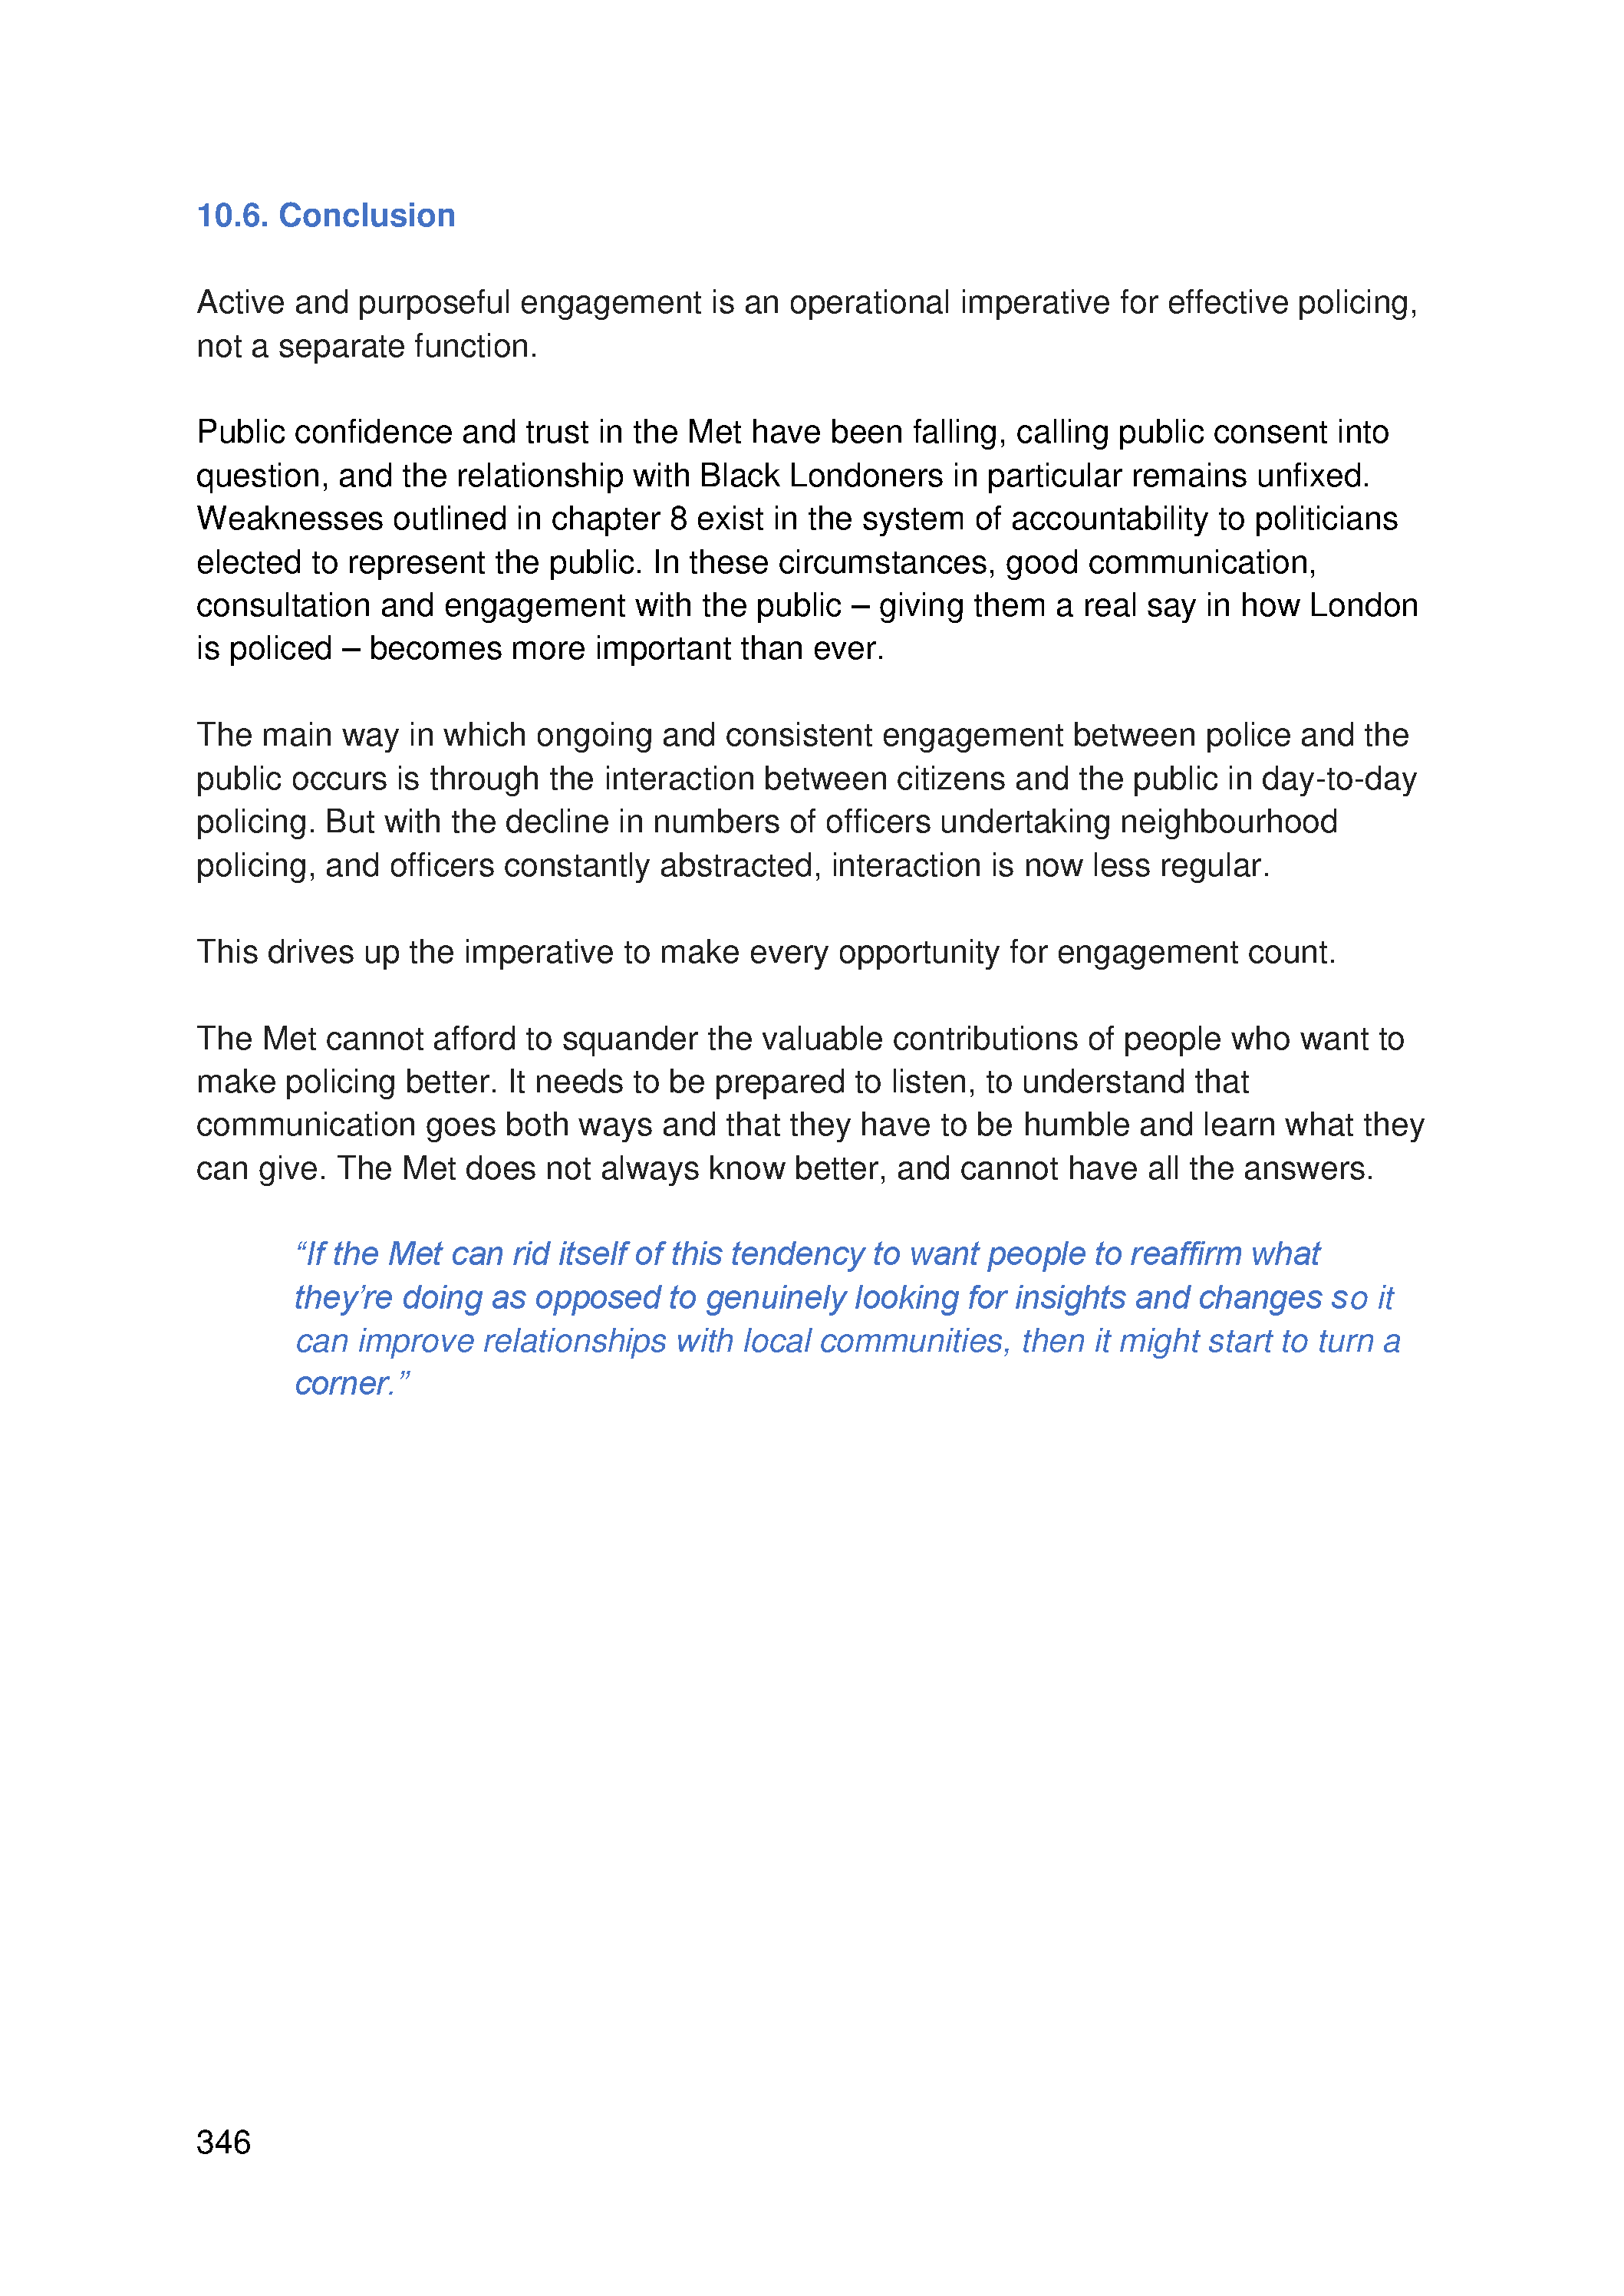 10.6. Conclusion
Active and purposeful engagement is an operational imperative for effective policing,
not a separate function.
Public confidence and trust in the Met have been falling, calling public consent into
question, and the relationship with Black Londoners in particular remains unfixed.
Weaknesses outlined in chapter 8 exist in the system of accountability to politicians
elected to represent the public. In these circumstances, good communication,
consultation and engagement with the public – giving them a real say in how London
is policed – becomes more important than ever.
The main way in which ongoing and consistent engagement between police and the
public occurs is through the interaction between citizens and the public in day-to-day
policing. But with the decline in numbers of officers undertaking neighbourhood
policing, and officers constantly abstracted, interaction is now less regular.
This drives up the imperative to make every opportunity for engagement count.
The Met cannot afford to squander the valuable contributions of people who want to
make policing better. It needs to be prepared to listen, to understand that
communication goes both ways and that they have to be humble and learn what they
can give. The Met does not always know better, and cannot have all the answers.
“If the Met can rid itself of this tendency to want people to reaffirm what
they’re doing as opposed to genuinely looking for insights and changes so it
can improve relationships with local communities, then it might start to turn a
corner.”
346